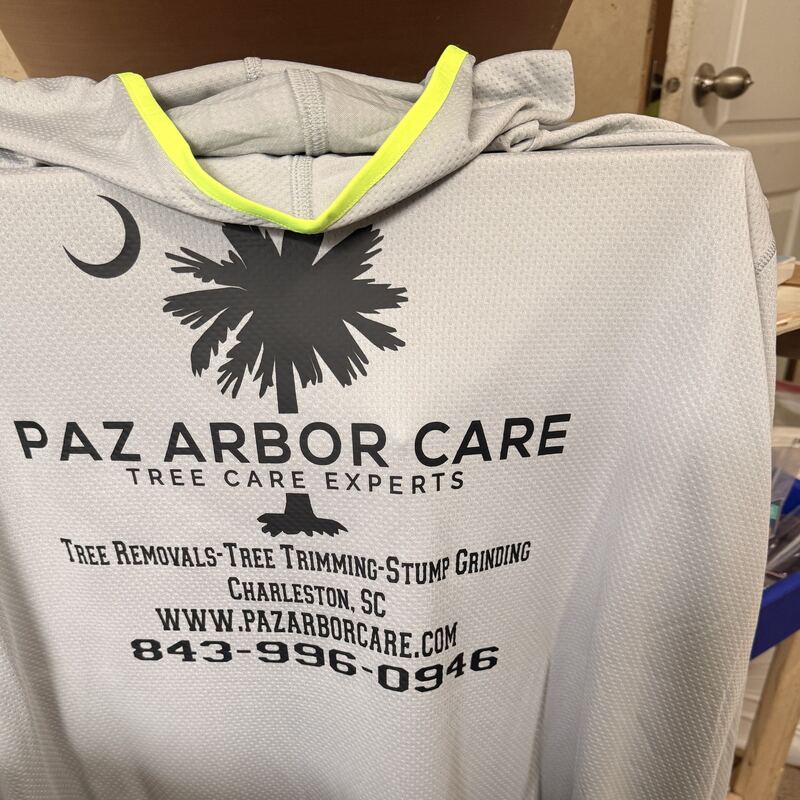 PAZ ARBOR CARE
TREE CARE EXPERTS
TREE REMOVALS-TREE TRIMMING-STUMP GRINDING
CHARLESTON, SC
WWW.PAZARBORCARE.COM
843-996-0946